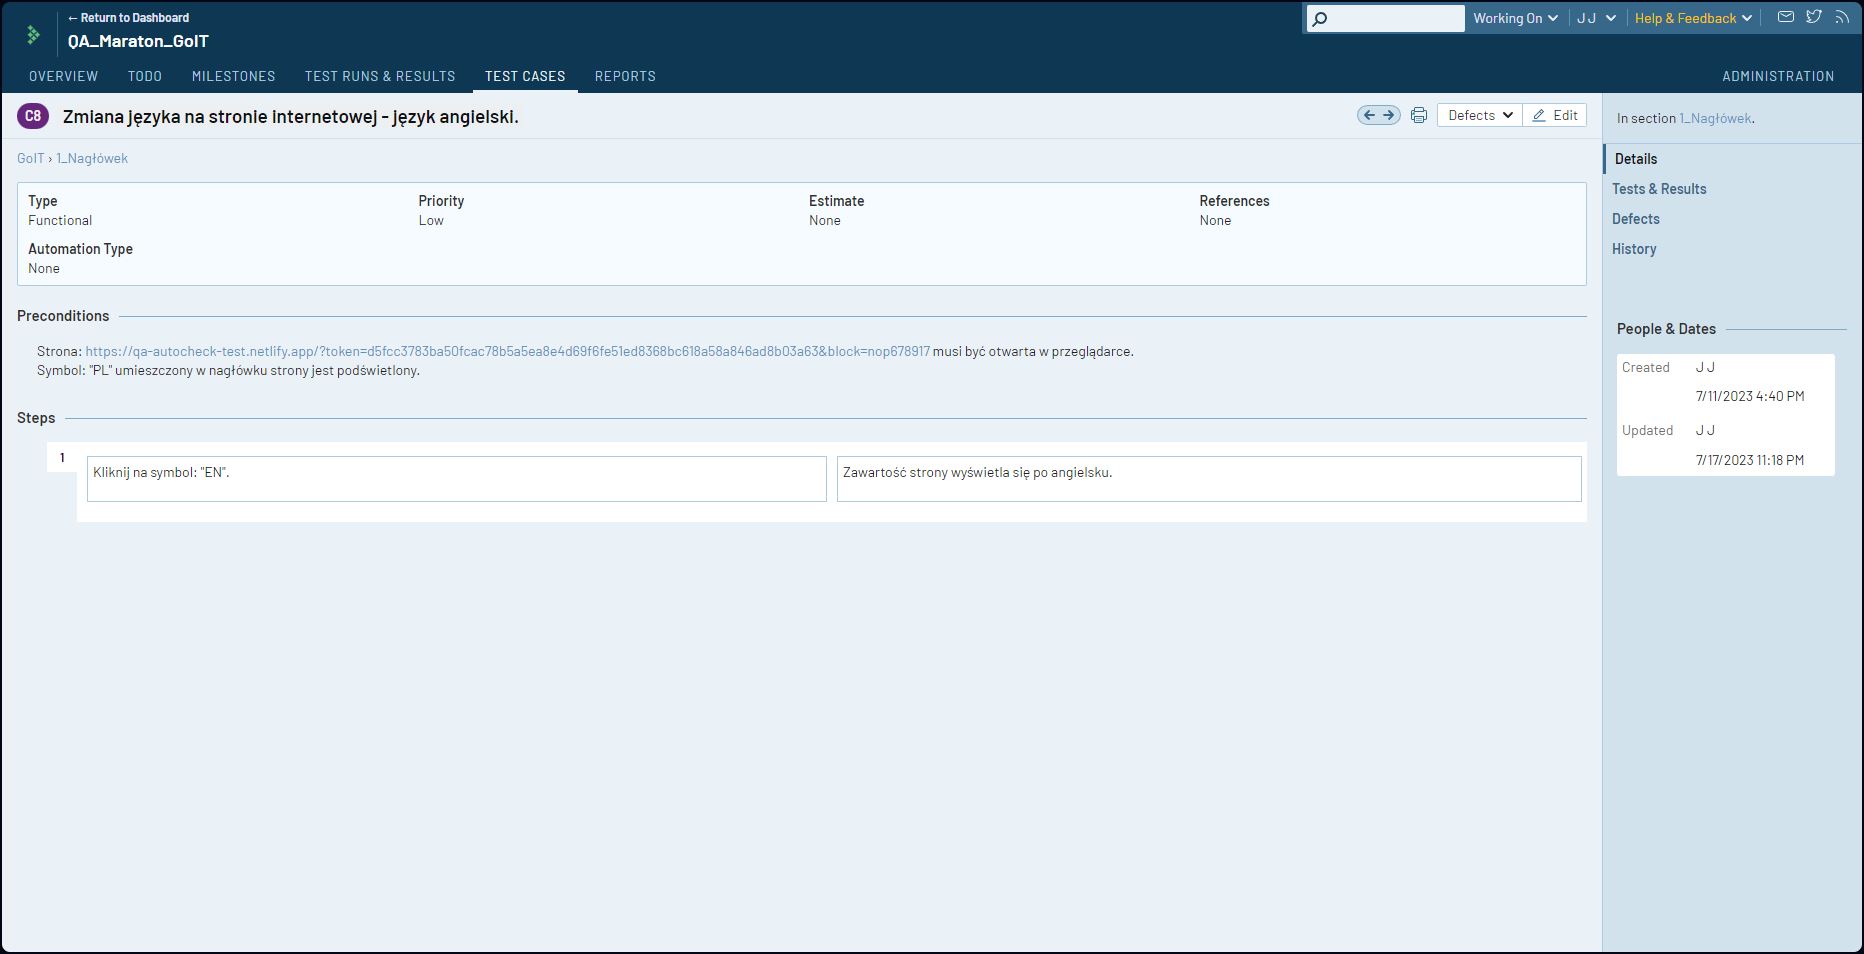 ← Return to Dashboard
QA_Maraton_GoIT
Working On
J J
Help & Feedback
OVERVIEW
TODO
MILESTONES
TEST RUNS & RESULTS
TEST CASES
REPORTS
ADMINISTRATION
C8
Zmiana języka na stronie internetowej - język angielski.
Defects
Edit
In section 1_Nagłówek.
GoIT › 1_Nagłówek
Details
Tests & Results
Defects
History
Type
Functional
Priority
Low
Estimate
None
References
None
Automation Type
None
Preconditions
Strona: https://qa-autocheck-test.netlify.app/?token=d5fcc3783ba50fcac78b5a5ea8e4d69f6fe51ed8368bc618a58a846ad8b03a63&block=nop678917 musi być otwarta w przeglądarce.
Symbol: "PL" umieszczony w nagłówku strony jest podświetlony.
Steps
1
Kliknij na symbol: "EN".
Zawartość strony wyświetla się po angielsku.
People & Dates
Created
J J
7/11/2023 4:40 PM
Updated
J J
7/17/2023 11:18 PM